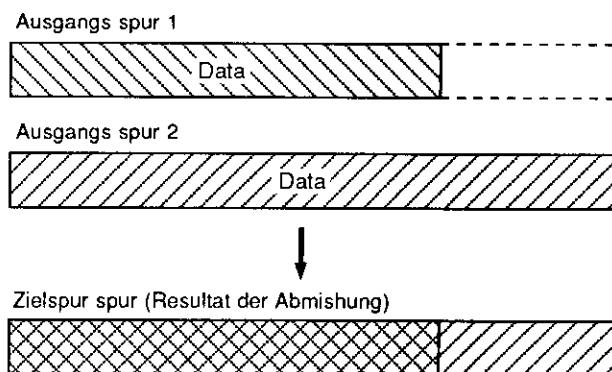 Ausgangs spur 1
Data
Ausgangs spur 2
Data
Zielspur spur (Resultat der Abmishung)